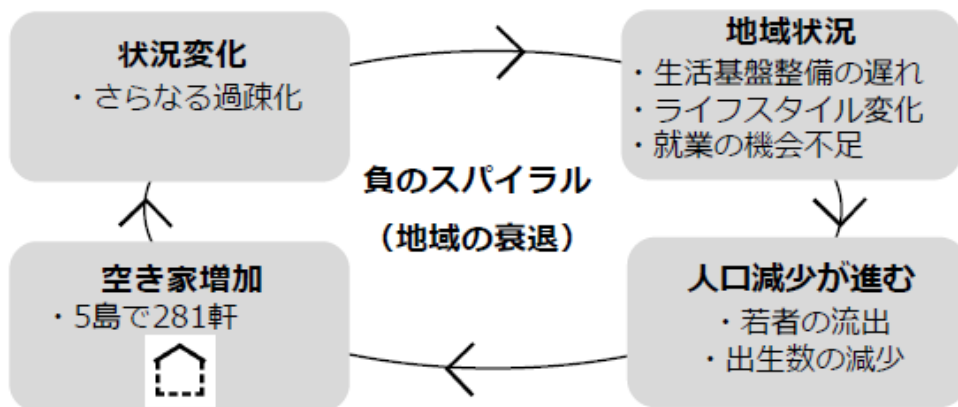 状況変化
・さらなる過疎化
地域状況
・生活基盤整備の遅れ
・ライフスタイル変化
・就業の機会不足
負のスパイラル
（地域の衰退）
空き家増加
・5島で281軒
人口減少が進む
・若者の流出
・出生数の減少